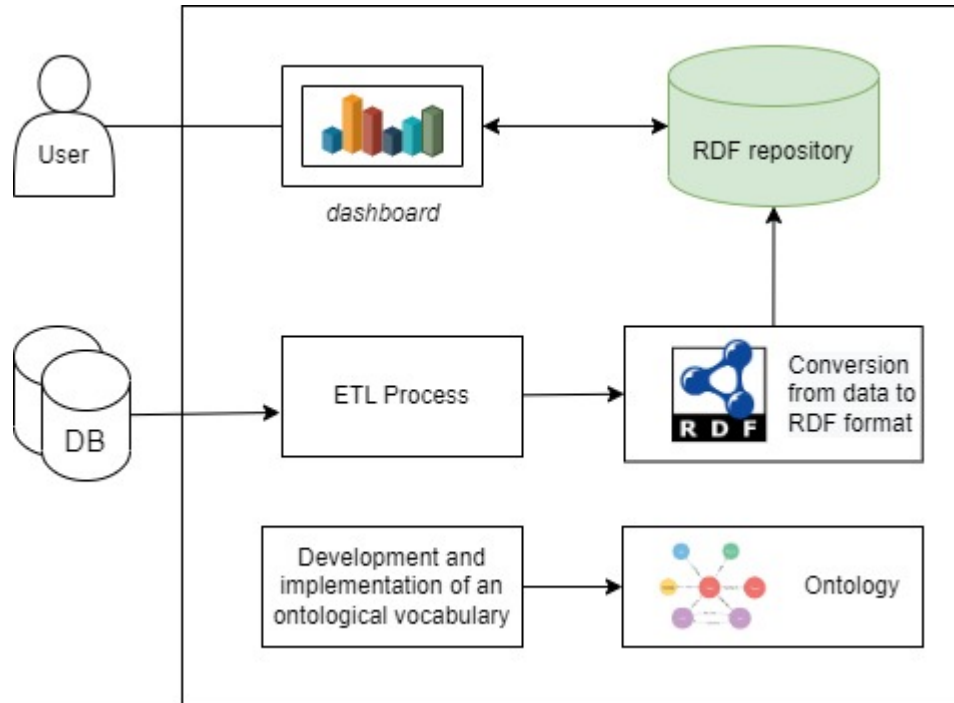 User
dashboard
RDF repository
DB
ETL Process
RDF
Conversion
from data to
RDF format
Development and
implementation of an
ontological vocabulary
Ontology